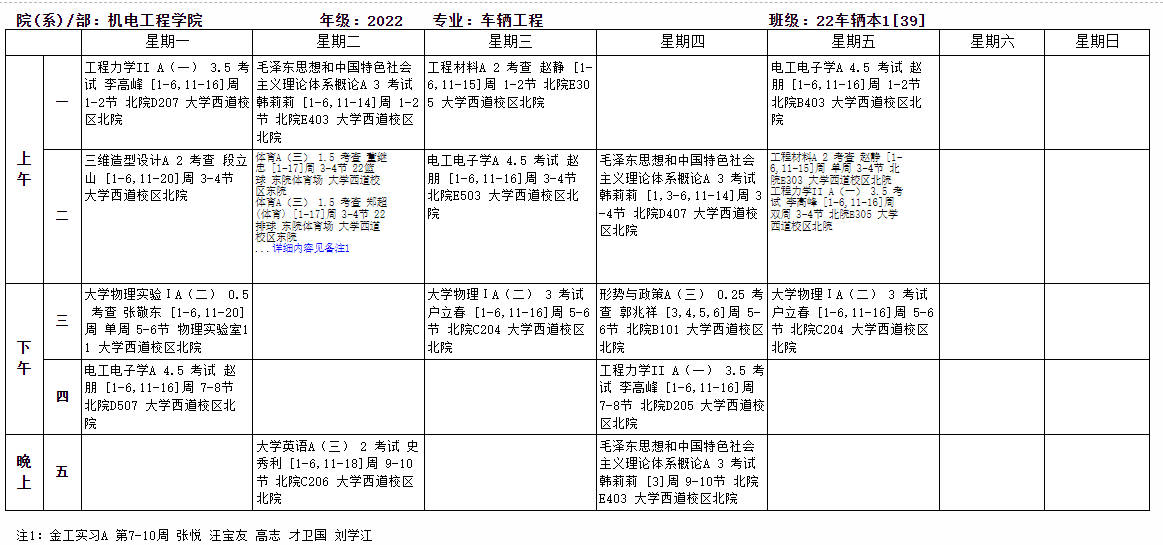 院(系)/部: 机电工程学院 年级: 2022 专业: 车辆工程 班级: 22车辆本1[39]
星期一 星期二 星期三 星期四 星期五 星期六 星期日
上午
一
工程力学II A（一） 3.5 考
试 李高峰 [1-6,11-16]周
1-2节 北院D207 大学西道校
区北院
毛泽东思想和中国特色社会
主义理论体系概论A 3 考试
韩莉莉 [1-6,11-14]周 1-2
节 北院E403 大学西道校区
北院
工程材料A 2 考查 赵静 [1-
6,11-15]周 1-2节 北院E30
5 大学西道校区北院
电工电子学A 4.5 考试 赵
朋 [1-6,11-16]周 1-2节
北院B403 大学西道校区北
院
二
三维造型设计A 2 考查 段立
山 [1-6,11-20]周 3-4节
大学西道校区北院
体育A（三） 1.5 考查 董继
忠 [1-17]周 3-4节 22篮
球 东院体育场 大学西道校
区东院
体育A（三） 1.5 考查 郑超
(体育) [1-17]周 3-4节 22
排球 东院体育场 大学西道
校区东院
...详细内容见备注1
电工电子学A 4.5 考试 赵
朋 [1-6,11-16]周 3-4节
北院E503 大学西道校区北
院
毛泽东思想和中国特色社会
主义理论体系概论A 3 考试
韩莉莉 [1,3-6,11-14]周 3
-4节 北院D407 大学西道校
区北院
工程材料A 2 考查 赵静 [1-
6,11-15]周 单周 3-4节 北
院E303 大学西道校区北院
工程力学II A（一） 3.5 考
试 李高峰 [1-6,11-16]周
双周 3-4节 北院E305 大学
西道校区北院
下午
三
大学物理实验ⅠA（二） 0.5
考查 张敬东 [1-6,11-20]
周 单周 5-6节 物理实验室1
1 大学西道校区北院
大学物理ⅠA（二） 3 考试
户立春 [1-6,11-16]周 5-6
节 北院C204 大学西道校区
北院
形势与政策A（三） 0.25 考
查 郭兆祥 [3,4,5,6]周 5-
6节 北院B101 大学西道校
区北院
大学物理ⅠA（二） 3 考试
户立春 [1-6,11-16]周 5-6
节 北院C204 大学西道校区
北院
四
电工电子学A 4.5 考试 赵
朋 [1-6,11-16]周 7-8节
北院D507 大学西道校区北
院
工程力学II A（一） 3.5 考
试 李高峰 [1-6,11-16]周
7-8节 北院D205 大学西道校
区北院
晚上
五
大学英语A（三） 2 考试 史
秀利 [1-6,11-18]周 9-10
节 北院C206 大学西道校区
北院
毛泽东思想和中国特色社会
主义理论体系概论A 3 考试
韩莉莉 [3]周 9-10节 北院
E403 大学西道校区北院
注1: 金工实习A 第7-10周 张悦 汪宝友 高志 才卫国 刘学江